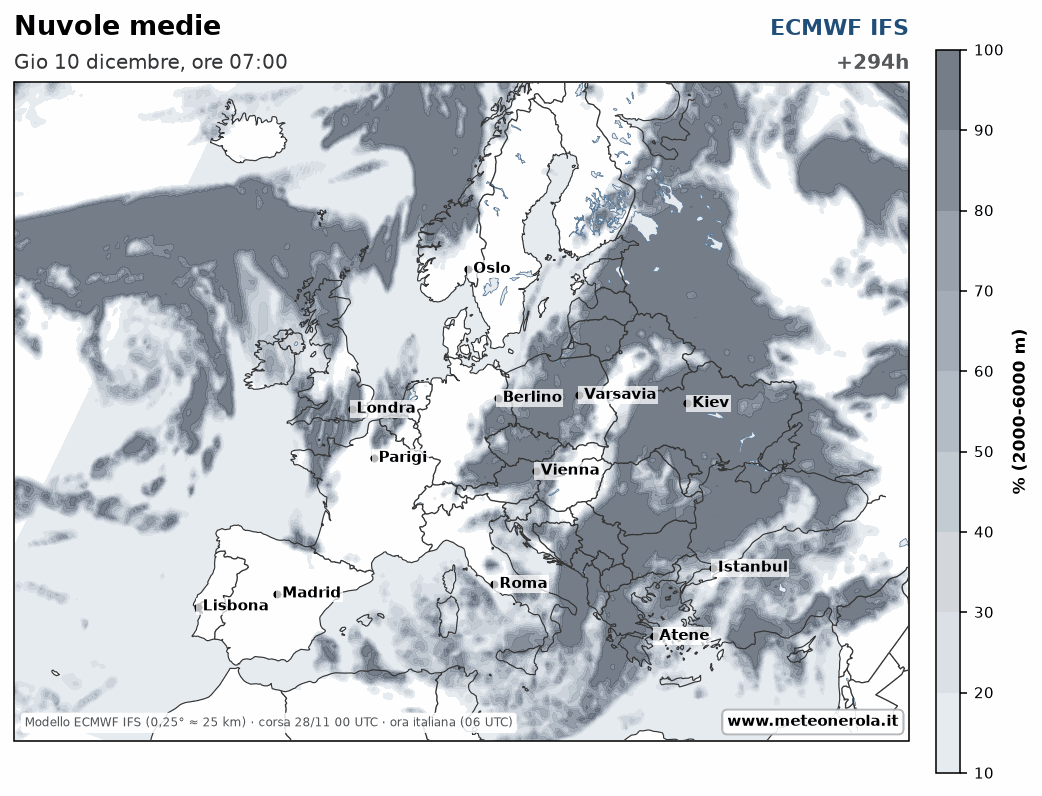 Nuvole medie
ECMWF IFS
Gio 10 dicembre, ore 07:00
+294h
Oslo
Berlino
Varsavia
Kiev
Londra
Parigi
Vienna
Istanbul
Roma
Madrid
Lisbona
Atene
Modello ECMWF IFS (0,25° ≈ 25 km) · corsa 28/11 00 UTC · ora italiana (06 UTC)
www.meteonerola.it
100
90
80
70
60
50
40
30
20
10
% (2000-6000 m)